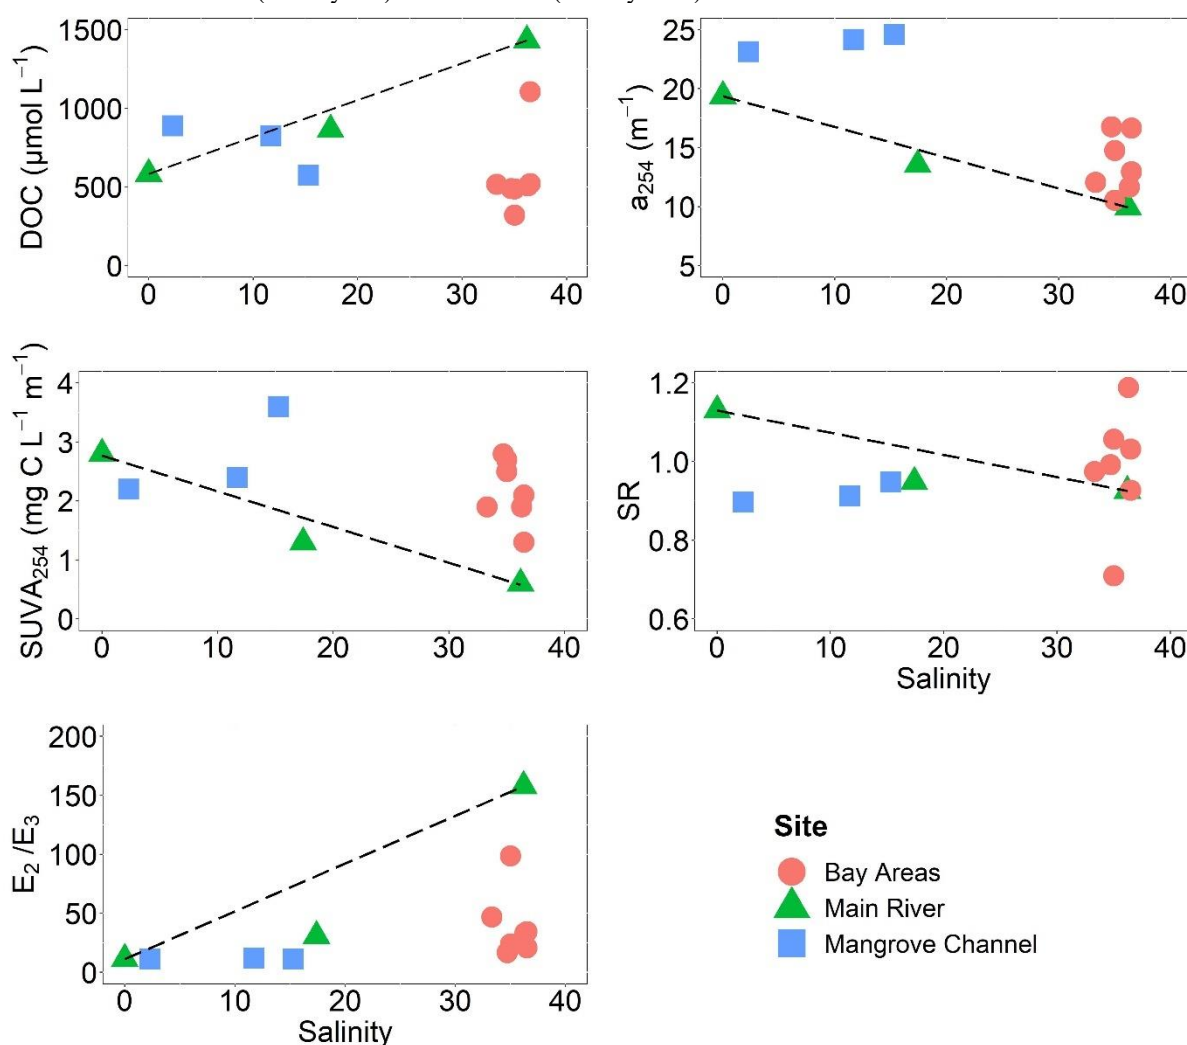 1500
1000
500
0
DOC (μmol L⁻¹)
0 10 20 30 40
25
20
15
10
5
a₂₅₄ (m⁻¹)
0 10 20 30 40
4
3
2
1
0
SUVA₂₅₄ (mg C L⁻¹ m⁻¹)
0 10 20 30 40
1.2
1.0
0.8
0.6
SR
0 10 20 30 40
Salinity
200
150
100
50
0
E₂ /E₃
0 10 20 30 40
Salinity
Site
Bay Areas
Main River
Mangrove Channel